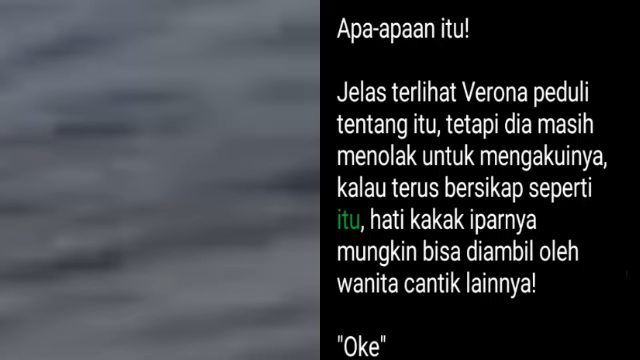 Apa-apaan itu!
Jelas terlihat Verona peduli
tentang itu, tetapi dia masih
menolak untuk mengakuinya,
kalau terus bersikap seperti
itu, hati kakak iparnya
mungkin bisa diambil oleh
wanita cantik lainnya!
"Oke"